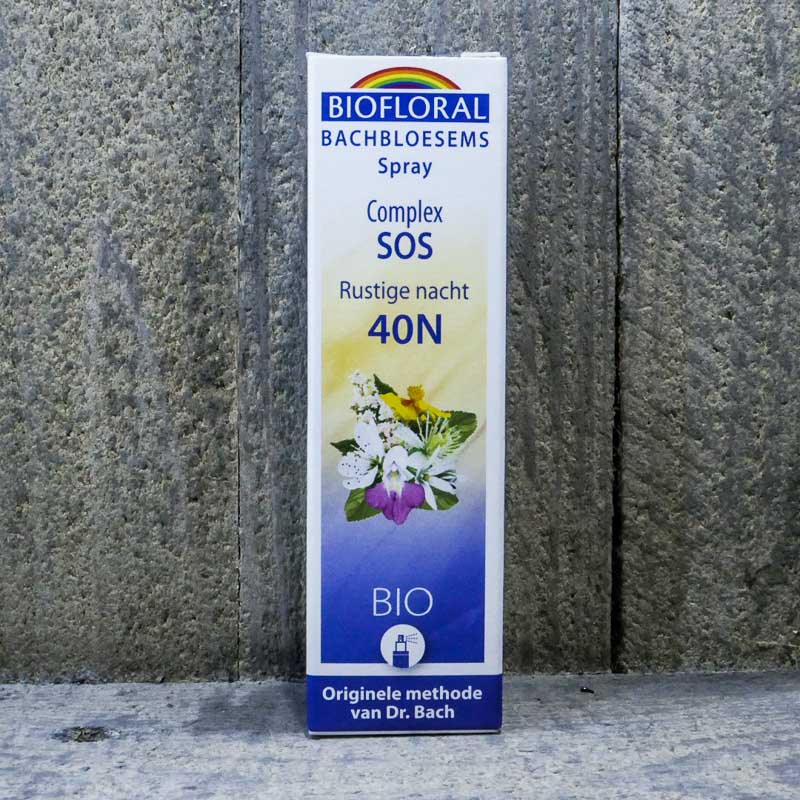 BIOFLORAL
BACHBLOESEMS
Spray
Complex
SOS
Rustige nacht
40N
BIO
Originele methode
van Dr. Bach